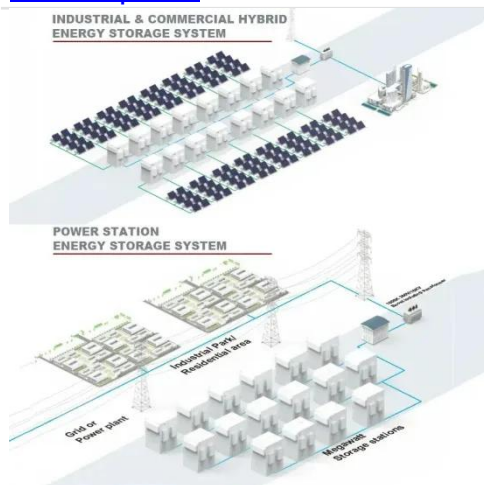 INDUSTRIAL & COMMERCIAL HYBRID
ENERGY STORAGE SYSTEM
POWER STATION
ENERGY STORAGE SYSTEM
Industrial Park/
Residential area
Grid or
Power plant
Megawatt
Storage stations